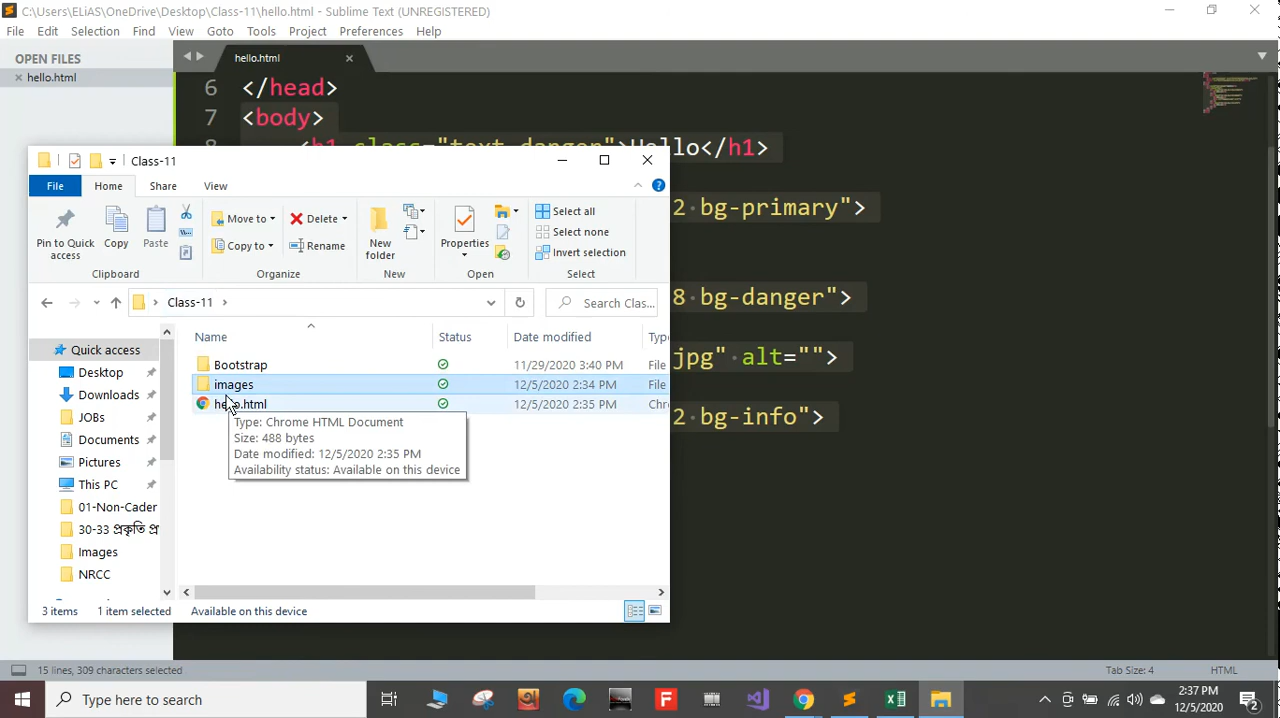 C:\Users\ELiAS\OneDrive\Desktop\Class-11\hello.html - Sublime Text (UNREGISTERED)
File Edit Selection Find View Goto Tools Project Preferences Help
OPEN FILES
hello.html
hello.html
6 </head>
7 <body>
8 <h1 class="text-danger">Hello</h1>
2 bg-primary">
8 bg-danger">
jpg" alt="">
2 bg-info">
Class-11
File Home Share View
Pin to Quick access
Copy
Paste
Clipboard
Move to
Copy to
Delete
Rename
Organize
New folder
New
Properties
Open
Select all
Select none
Invert selection
Select
Class-11
Search Clas...
Quick access
Desktop
Downloads
JOBs
Documents
Pictures
This PC
01-Non-Cader
30-33 প্রকৃতি প্র
Images
NRCC
Name Status Date modified Type
Bootstrap 11/29/2020 3:40 PM File
images 12/5/2020 2:34 PM File
hello.html 12/5/2020 2:35 PM Chrc
Type: Chrome HTML Document
Size: 488 bytes
Date modified: 12/5/2020 2:35 PM
Availability status: Available on this device
3 items 1 item selected Available on this device
15 lines, 309 characters selected
Tab Size: 4 HTML
Type here to search
2:37 PM
12/5/2020
2